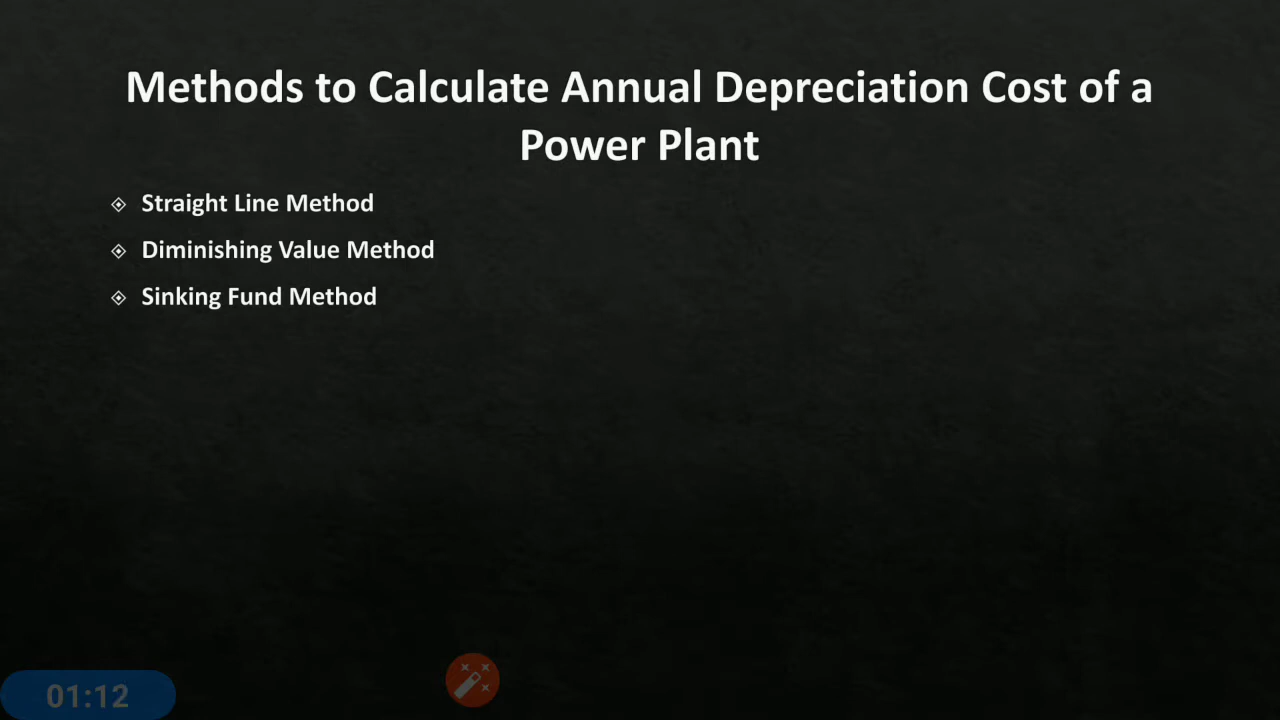 Methods to Calculate Annual Depreciation Cost of a
Power Plant
Straight Line Method
Diminishing Value Method
Sinking Fund Method
01:12